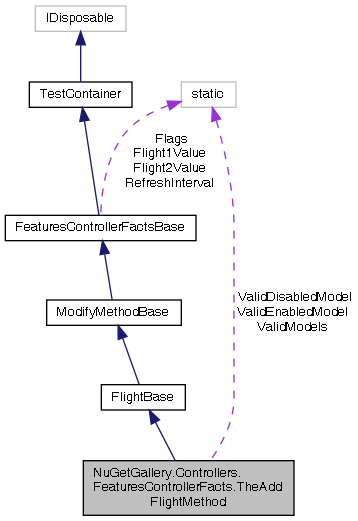 IDisposable
TestContainer
static
Flags
Flight1Value
Flight2Value
RefreshInterval
FeaturesControllerFactsBase
ModifyMethodBase
ValidDisabledModel
ValidEnabledModel
ValidModels
FlightBase
NuGetGallery.Controllers.
FeaturesControllerFacts.TheAdd
FlightMethod